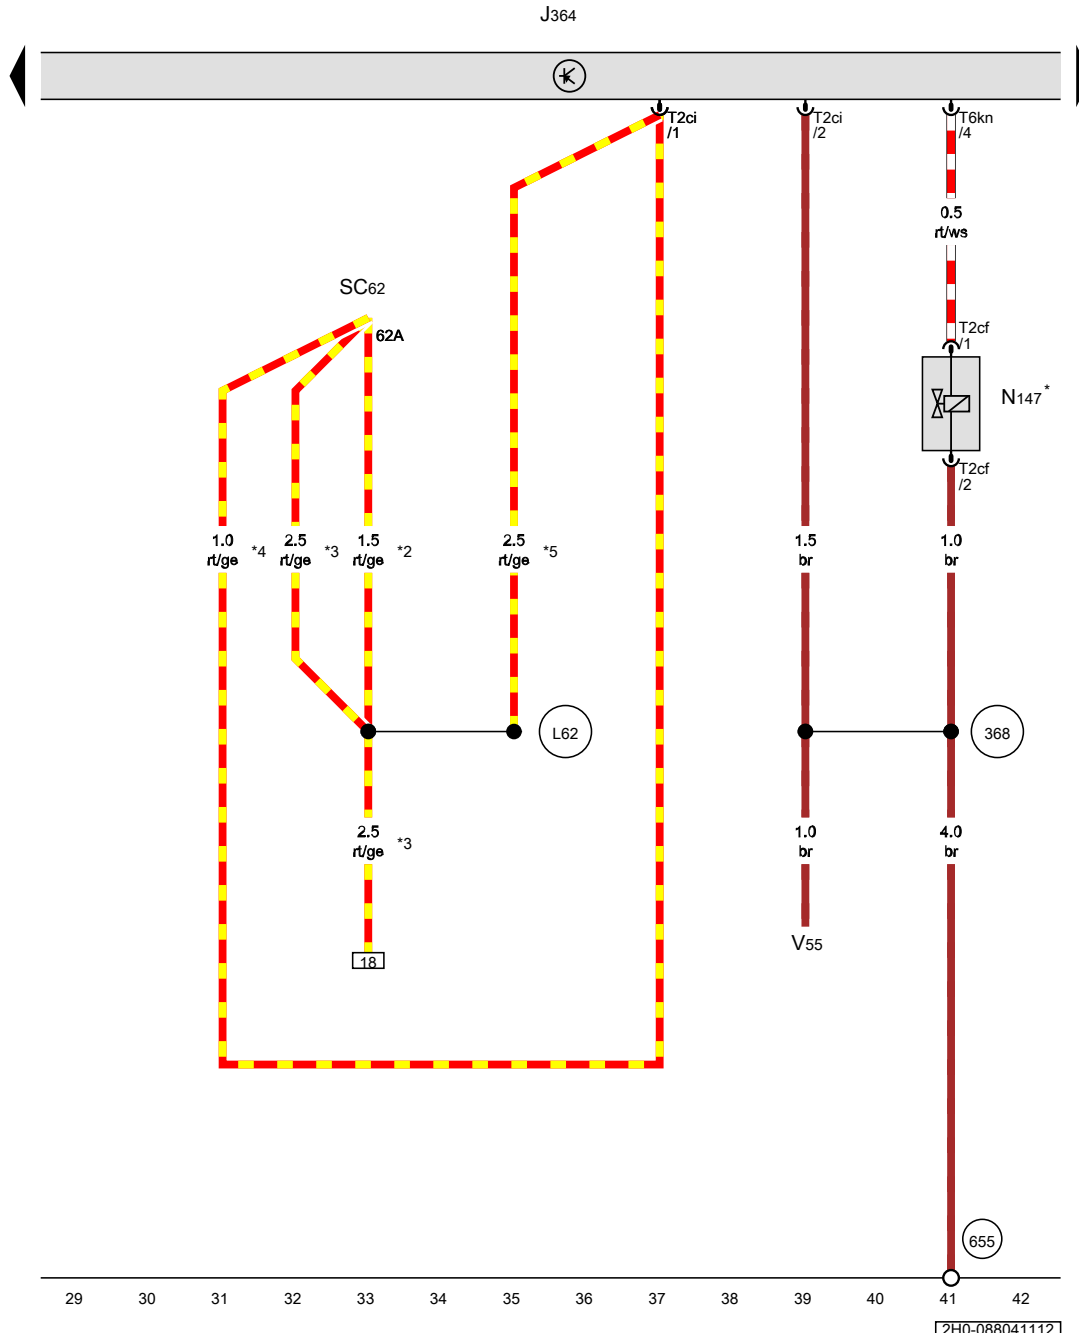 J364
T2ci
/1
T2ci
/2
T6kn
/4
0.5
rt/ws
SC62
62A
T2cf
/1
N147*
T2cf
/2
1.0
rt/ge
*4
2.5
rt/ge
*3
1.5
rt/ge
*2
2.5
rt/ge
*5
1.5
br
1.0
br
L62
368
2.5
rt/ge
*3
1.0
br
4.0
br
V55
18
655
29 30 31 32 33 34 35 36 37 38 39 40 41 42
2H0-088041112